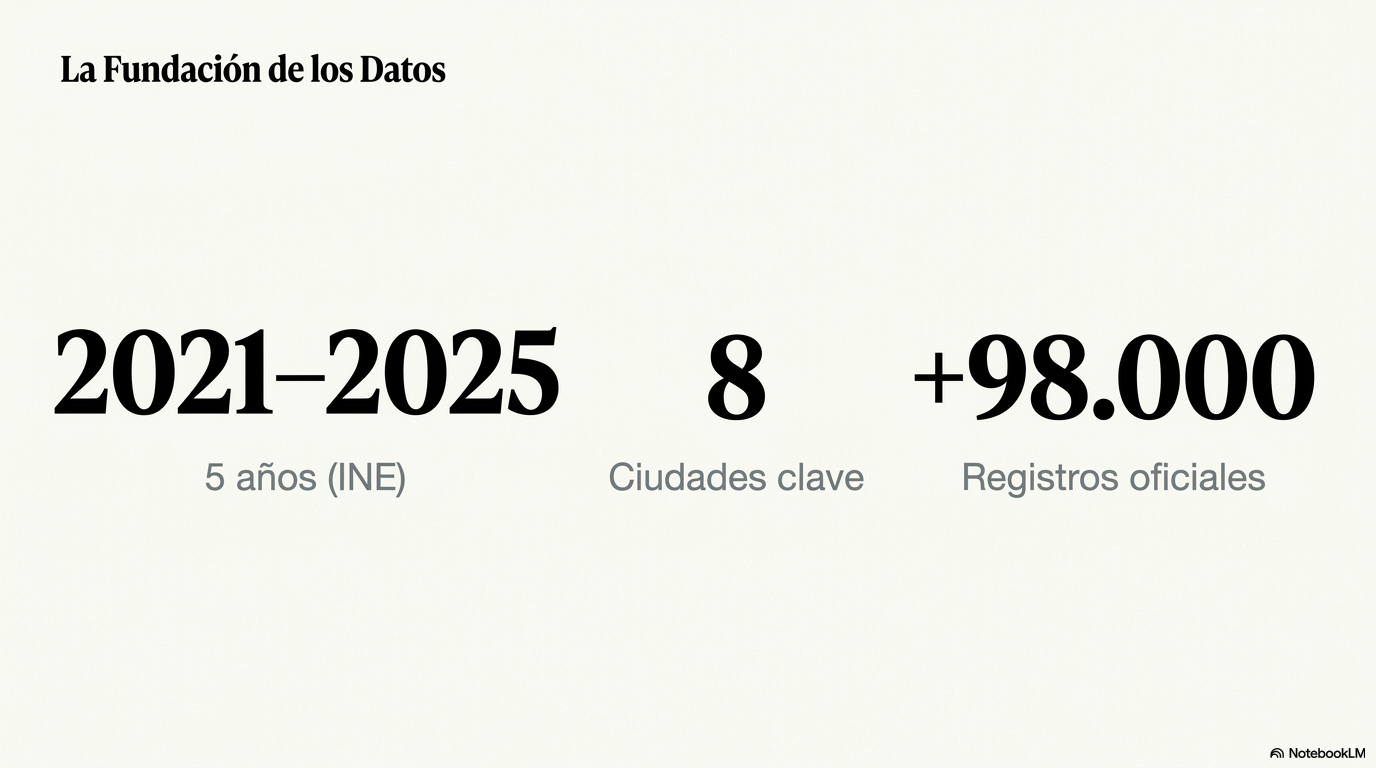 La Fundación de los Datos
2021–2025
5 años (INE)
8
Ciudades clave
+98.000
Registros oficiales
NotebookLM